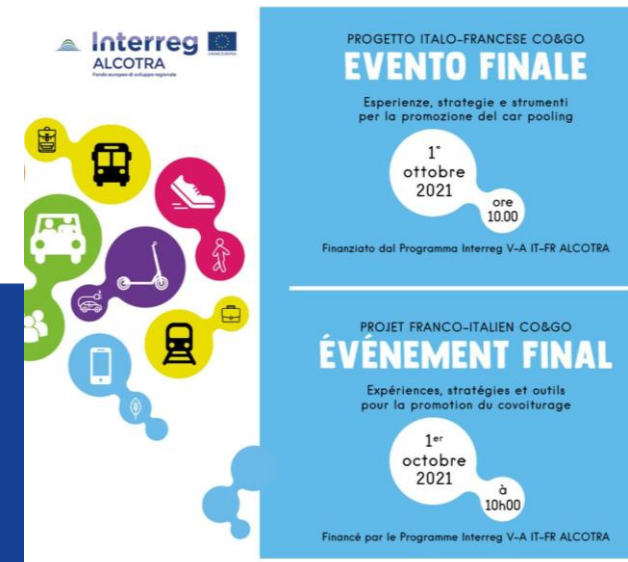 Interreg
UNIONE EUROPEA
ALCOTRA
Fondo europeo di sviluppo regionale
PROGETTO ITALO-FRANCESE CO&GO
EVENTO FINALE
Esperienze, strategie e strumenti
per la promozione del car pooling
1°
ottobre
2021
ore
10.00
Finanziato dal Programma Interreg V-A IT-FR ALCOTRA
PROJET FRANCO-ITALIEN CO&GO
ÉVÉNEMENT FINAL
Expériences, stratégies et outils
pour la promotion du covoiturage
1er
octobre
2021
à
10h00
Financé par le Programme Interreg V-A IT-FR ALCOTRA